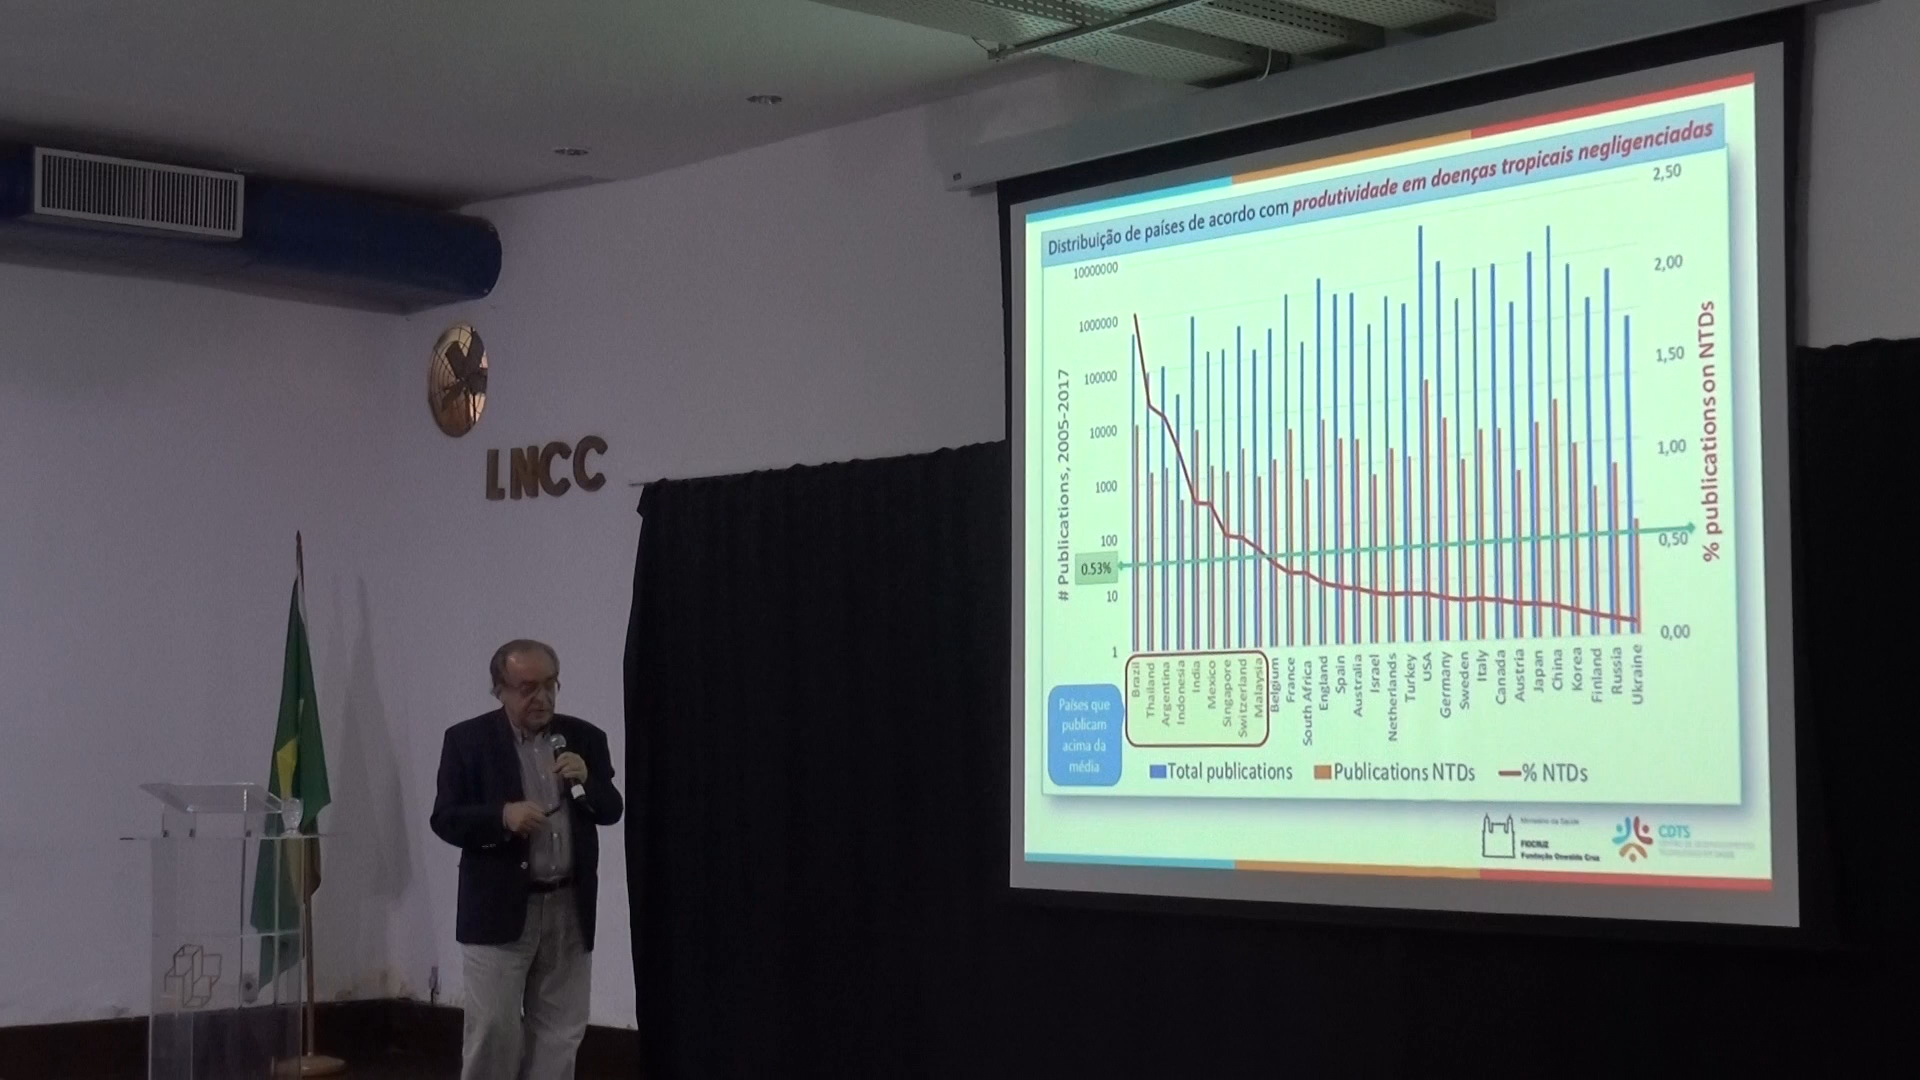 LNCC
Distribuição de países de acordo com produtividade em doenças tropicais negligenciadas
# Publications, 2005-2017
10000000
1000000
100000
10000
1000
100
10
1
0.53%
2,50
2,00
1,50
1,00
0,50
0,00
% publications on NTDs
Brazil
Thailand
Argentina
Indonesia
India
Mexico
Singapore
Switzerland
Malaysia
Belgium
France
South Africa
England
Spain
Australia
Israel
Netherlands
Turkey
USA
Germany
Sweden
Italy
Canada
Austria
Japan
China
Korea
Finland
Russia
Ukraine
Países que
publicam
acima da
média
Total publications
Publications NTDs
% NTDs
Ministério da Saúde
FIOCRUZ
Fundação Oswaldo Cruz
CDTS